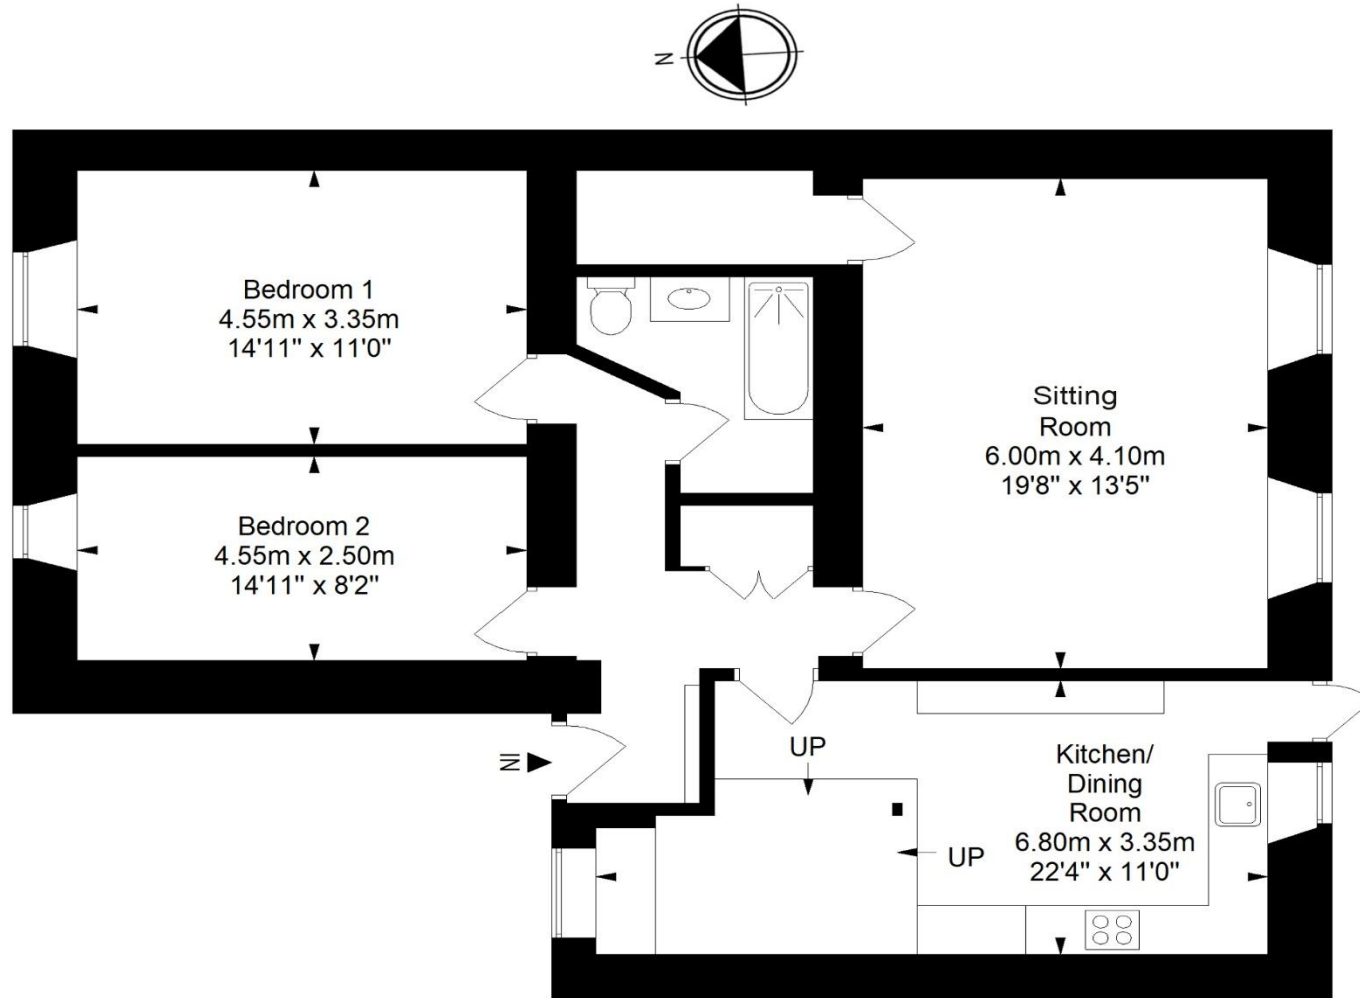 N
Bedroom 1
4.55m x 3.35m
14'11" x 11'0"
Sitting
Room
6.00m x 4.10m
19'8" x 13'5"
Bedroom 2
4.55m x 2.50m
14'11" x 8'2"
UP
IN
Kitchen/
Dining
Room
6.80m x 3.35m
22'4" x 11'0"
UP